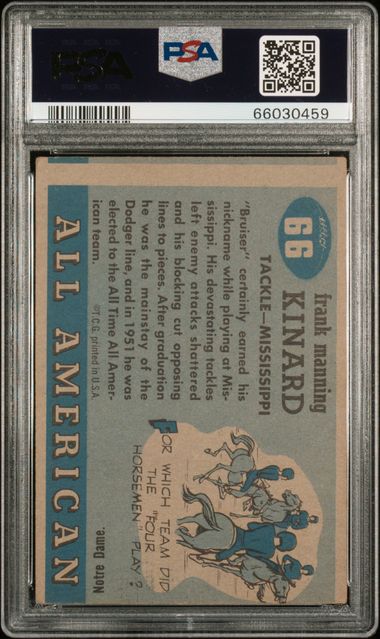 PSA
PSA
66030459
66
frank manning
KINARD
TACKLE—MISSISSIPPI
"Bruiser" certainly earned his
nickname while playing at Mis-
sissippi. His devastating tackles
left enemy attacks shattered
and his blocking cut opposing
lines to pieces. After graduation
he was the mainstay of the
Dodger line, and in 1951 he was
elected to the All Time All Amer-
ican team.
©T.C.G. printed in U.S.A.
FOR WHICH TEAM DID
THE "FOUR
HORSEMEN" PLAY?
Notre Dame.
ALL AMERICAN